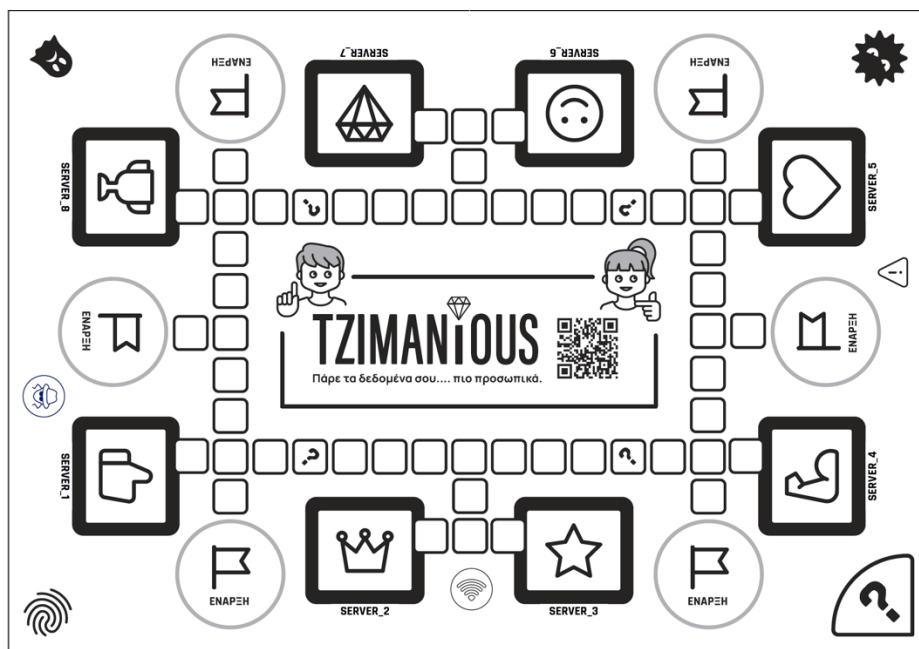 SERVER_7
SERVER_6
ΕΝΑΡΞΗ
ΕΝΑΡΞΗ
?
?
SERVER_8
SERVER_5
!
ΕΝΑΡΞΗ
TZIMANiOUS
ΕΝΑΡΞΗ
Πάρε τα δεδομένα σου.... πιο προσωπικά.
?
?
SERVER_1
SERVER_4
ΕΝΑΡΞΗ
SERVER_2
SERVER_3
ΕΝΑΡΞΗ
?